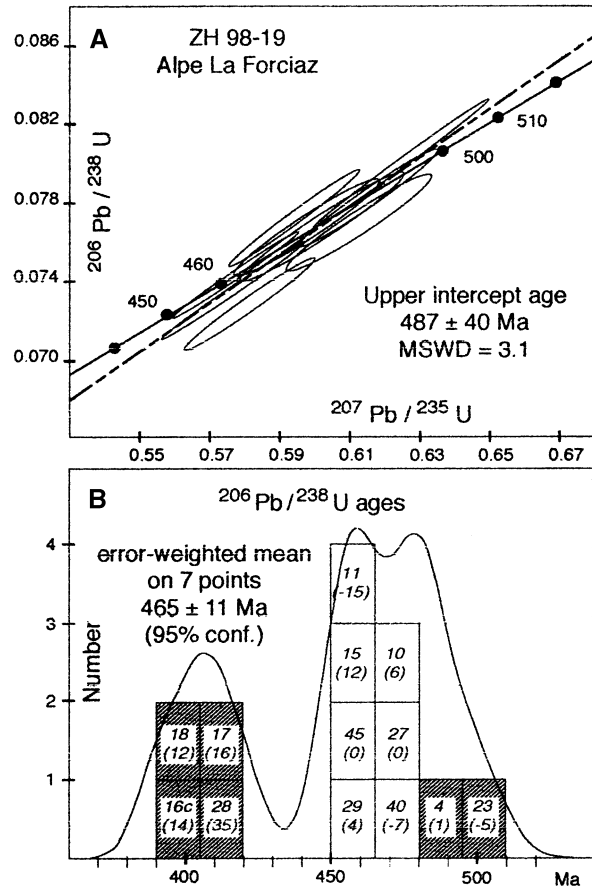 A
ZH 98-19
Alpe La Forciaz
0.086
0.082
0.078
0.074
0.070
206 Pb / 238 U
510
500
460
450
Upper intercept age
487 ± 40 Ma
MSWD = 3.1
207 Pb / 235 U
0.55 0.57 0.59 0.61 0.63 0.65 0.67
B
206 Pb / 238 U ages
error-weighted mean
on 7 points
465 ± 11 Ma
(95% conf.)
Number
4
3
2
1
11
(-15)
15 10
(12) (6)
18 17 45 27
(12) (16) (0) (0)
16c 28 29 40 4 23
(14) (35) (4) (-7) (1) (-5)
400 450 500 Ma